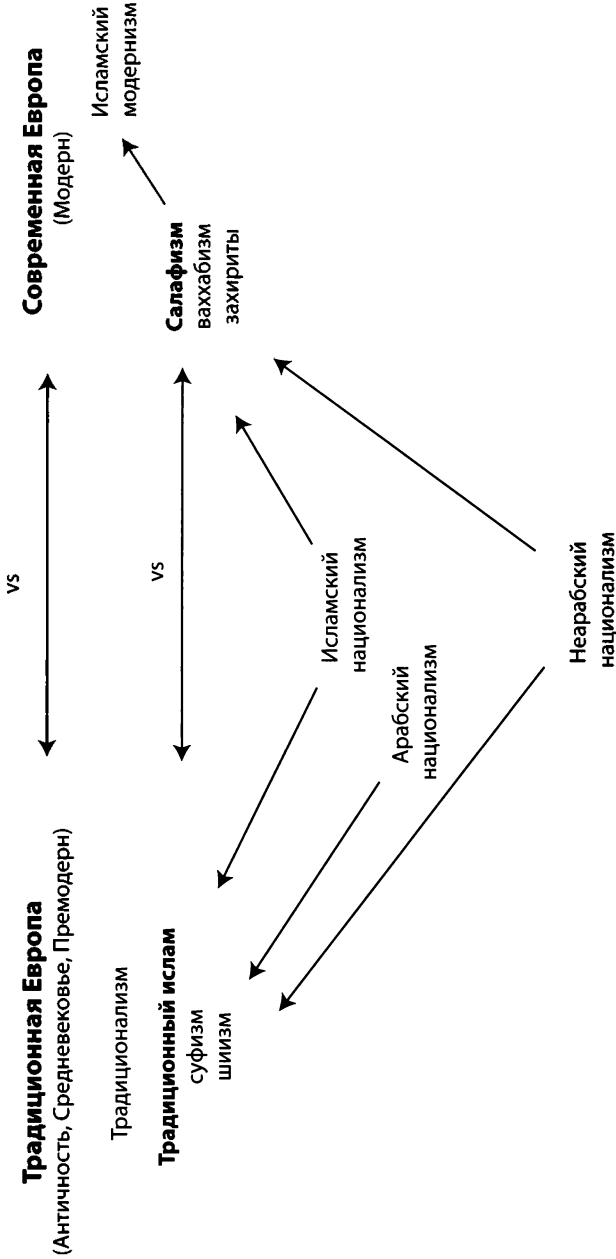 Традиционная Европа
(Античность, Средневековье, Премодерн)
vs
Современная Европа
(Модерн)
Традиционализм
Исламский
модернизм
Традиционный ислам
суфизм
шиизм
vs
Салафизм
ваххабизм
захириты
Исламский
национализм
Арабский
национализм
Неарабский
национализм